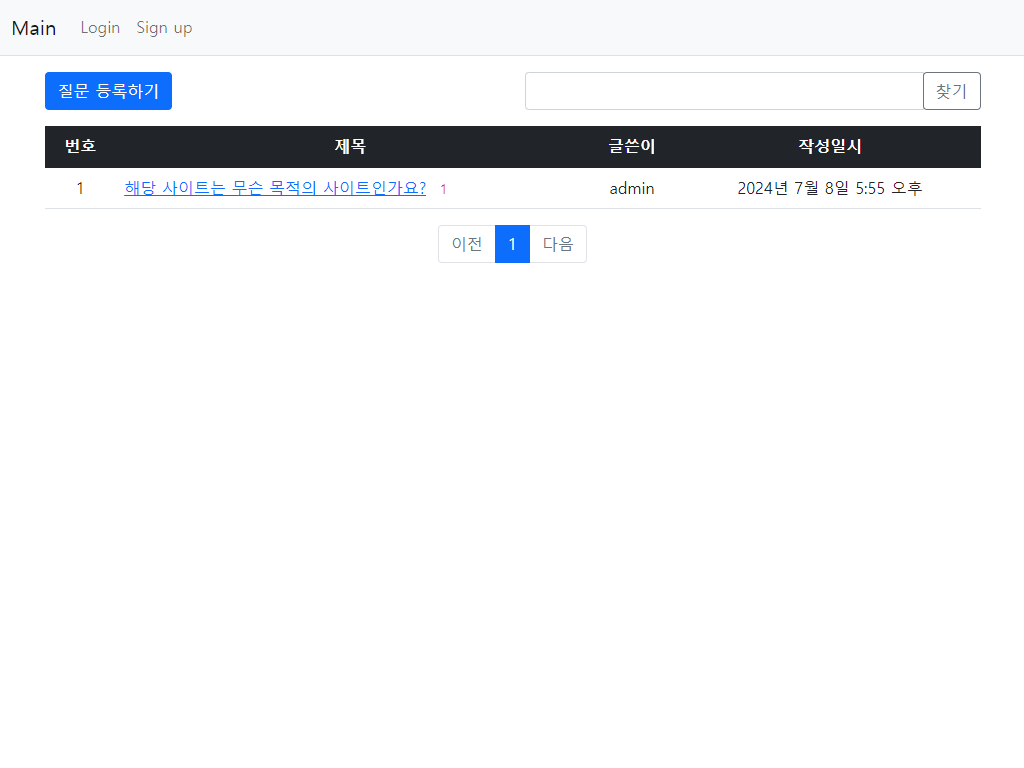 Main Login Sign up
질문 등록하기 찾기
번호 제목 글쓴이 작성일시
1 해당 사이트는 무슨 목적의 사이트인가요? 1 admin 2024년 7월 8일 5:55 오후
이전 1 다음